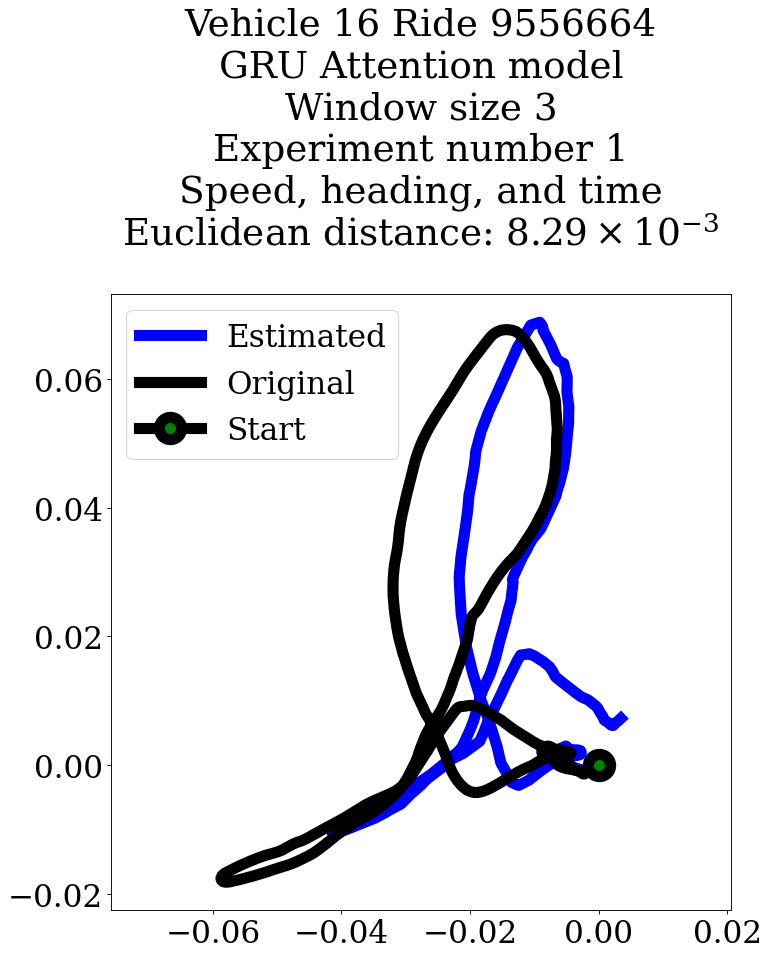 Vehicle 16 Ride 9556664
GRU Attention model
Window size 3
Experiment number 1
Speed, heading, and time
Euclidean distance: 8.29 × 10⁻³
Estimated
Original
Start
0.06
0.04
0.02
0.00
−0.02
−0.06
−0.04
−0.02
0.00
0.02